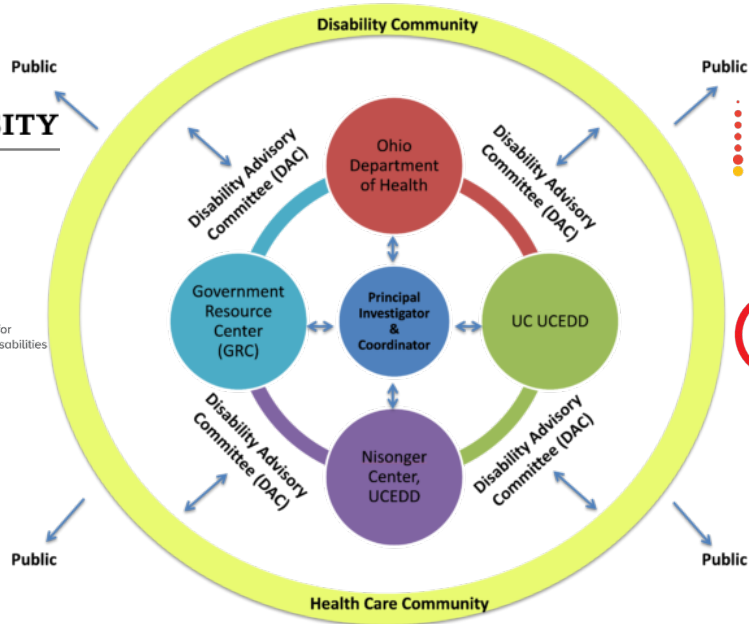 Disability Community
Public
Public
SITY
Disability Advisory
Committee (DAC)
Ohio
Department
of Health
Disability Advisory
Committee (DAC)
Government
Resource
Center
(GRC)
Principal
Investigator
&
Coordinator
UC UCEDD
for
sabilities
Disability Advisory
Committee (DAC)
Nisonger
Center,
UCEDD
Disability Advisory
Committee (DAC)
Public
Public
Health Care Community